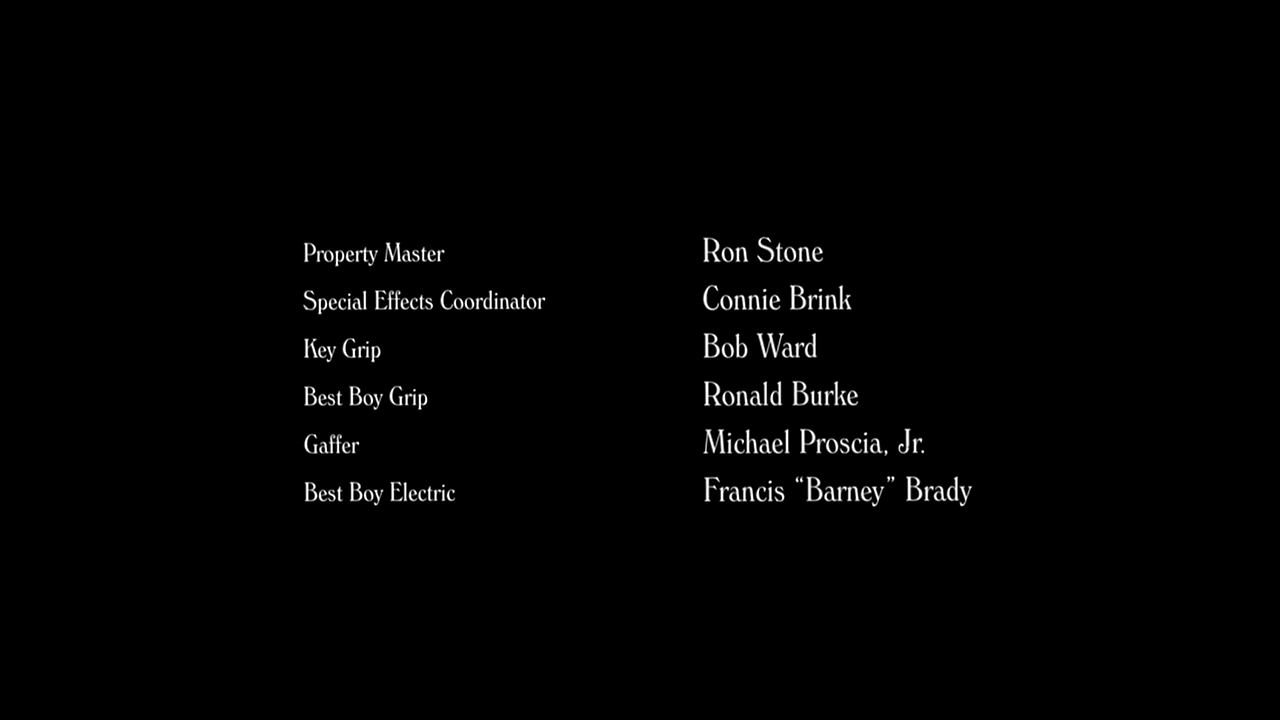 Property Master Ron Stone
Special Effects Coordinator Connie Brink
Key Grip Bob Ward
Best Boy Grip Ronald Burke
Gaffer Michael Proscia, Jr.
Best Boy Electric Francis “Barney” Brady